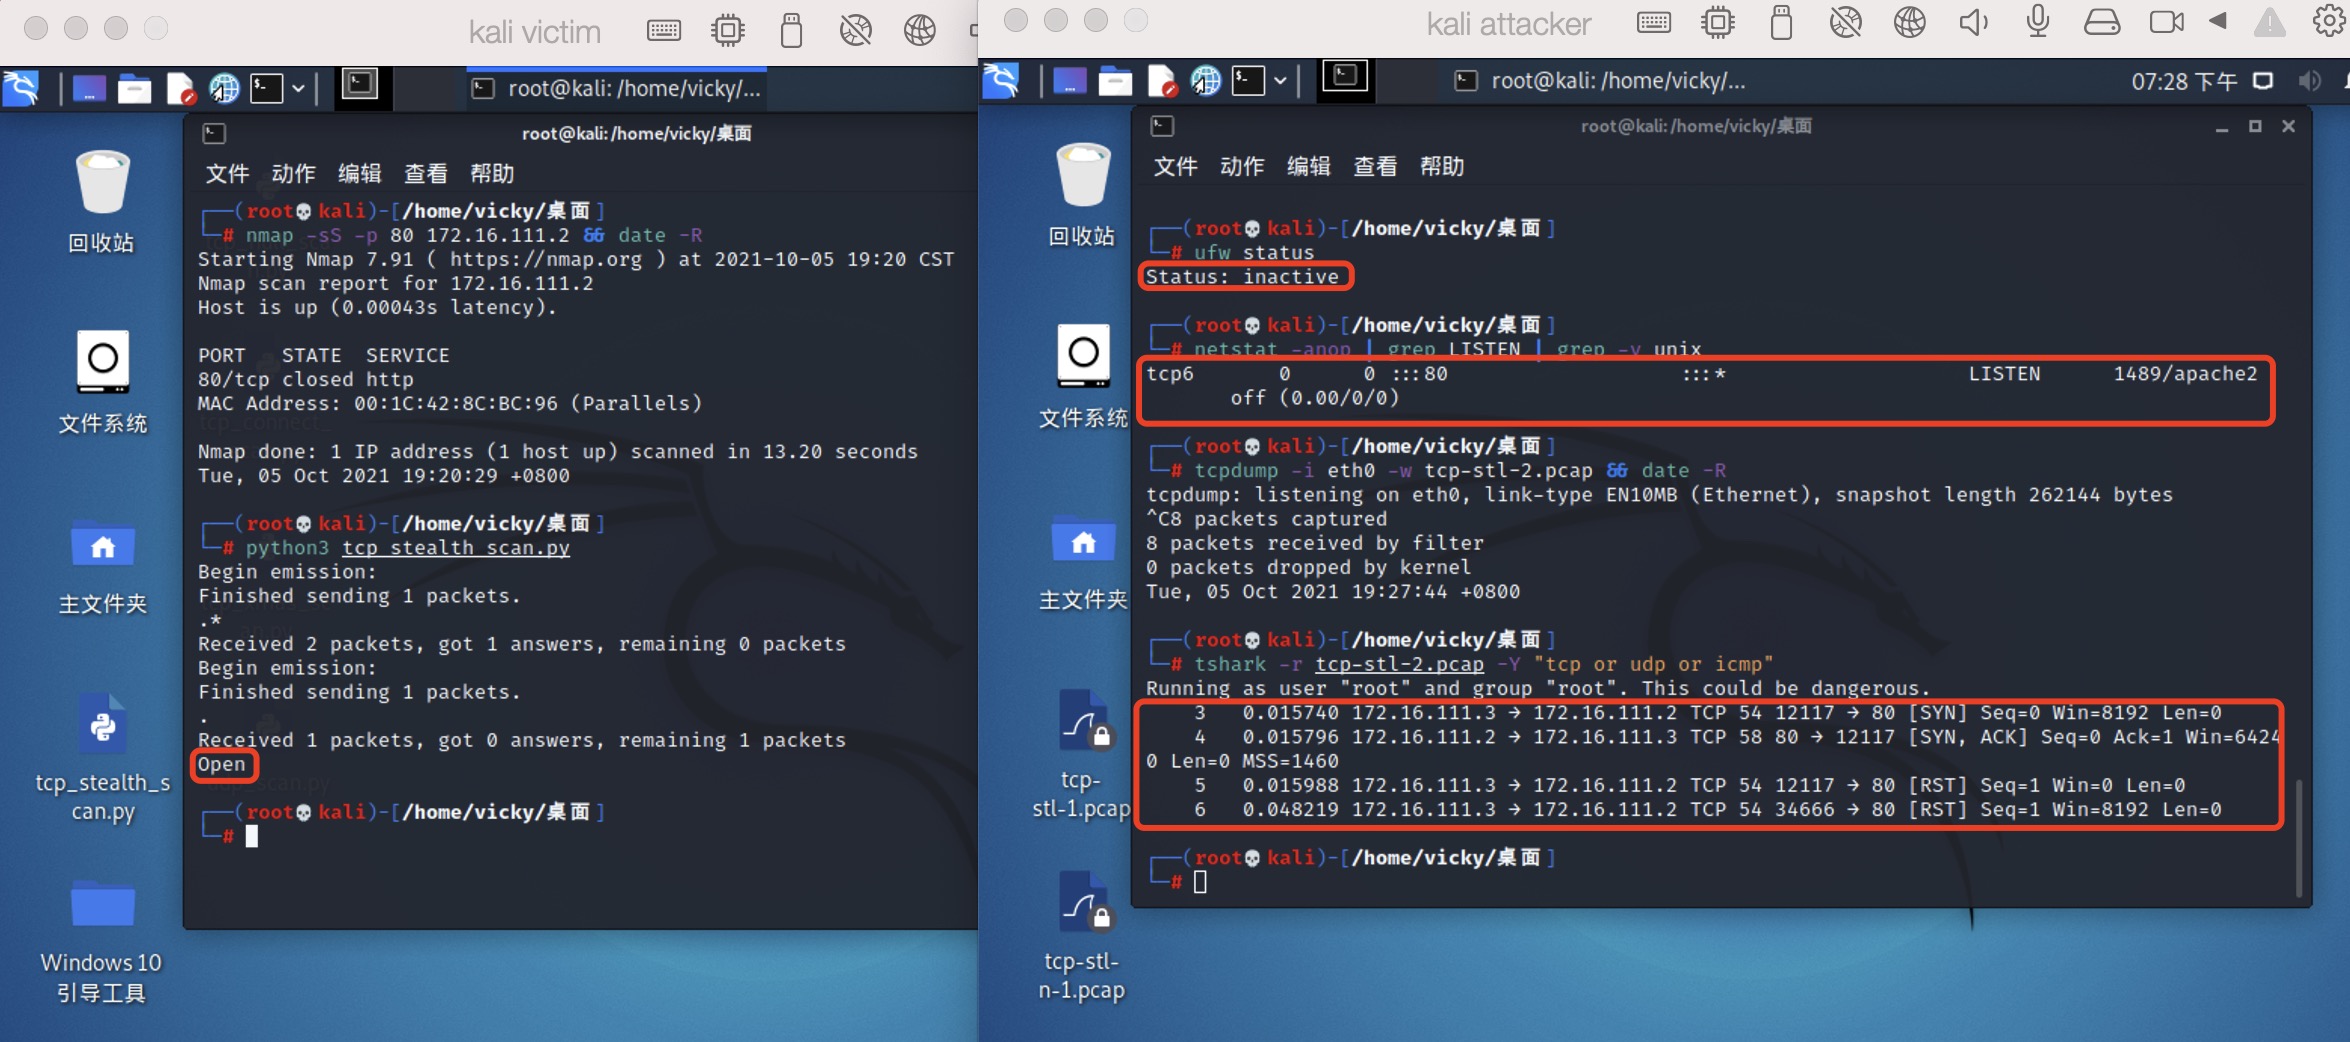 kali victim
root@kali: /home/vicky/...
root@kali:/home/vicky/桌面
文件 动作 编辑 查看 帮助
回收站
文件系统
主文件夹
tcp_stealth_s
can.py
Windows 10
引导工具
┌──(root💀kali)-[/home/vicky/桌面]
└─# nmap -sS -p 80 172.16.111.2 && date -R
Starting Nmap 7.91 ( https://nmap.org ) at 2021-10-05 19:20 CST
Nmap scan report for 172.16.111.2
Host is up (0.00043s latency).
PORT   STATE  SERVICE
80/tcp closed http
MAC Address: 00:1C:42:8C:BC:96 (Parallels)
Nmap done: 1 IP address (1 host up) scanned in 13.20 seconds
Tue, 05 Oct 2021 19:20:29 +0800
┌──(root💀kali)-[/home/vicky/桌面]
└─# python3 tcp_stealth_scan.py
Begin emission:
Finished sending 1 packets.
.*
Received 2 packets, got 1 answers, remaining 0 packets
Begin emission:
Finished sending 1 packets.
.
Received 1 packets, got 0 answers, remaining 1 packets
Open
┌──(root💀kali)-[/home/vicky/桌面]
└─#
kali attacker
root@kali: /home/vicky/...
07:28 下午
root@kali:/home/vicky/桌面
文件 动作 编辑 查看 帮助
回收站
文件系统
主文件夹
tcp-
stl-1.pcap
tcp-stl-
n-1.pcap
┌──(root💀kali)-[/home/vicky/桌面]
└─# ufw status
Status: inactive
┌──(root💀kali)-[/home/vicky/桌面]
└─# netstat -anop | grep LISTEN | grep -v unix
tcp6       0      0 :::80                   :::*                    LISTEN      1489/apache2
off (0.00/0/0)
┌──(root💀kali)-[/home/vicky/桌面]
└─# tcpdump -i eth0 -w tcp-stl-2.pcap && date -R
tcpdump: listening on eth0, link-type EN10MB (Ethernet), snapshot length 262144 bytes
^C8 packets captured
8 packets received by filter
0 packets dropped by kernel
Tue, 05 Oct 2021 19:27:44 +0800
┌──(root💀kali)-[/home/vicky/桌面]
└─# tshark -r tcp-stl-2.pcap -Y "tcp or udp or icmp"
Running as user "root" and group "root". This could be dangerous.
3   0.015740 172.16.111.3 → 172.16.111.2 TCP 54 12117 → 80 [SYN] Seq=0 Win=8192 Len=0
4   0.015796 172.16.111.2 → 172.16.111.3 TCP 58 80 → 12117 [SYN, ACK] Seq=0 Ack=1 Win=6424
0 Len=0 MSS=1460
5   0.015988 172.16.111.3 → 172.16.111.2 TCP 54 12117 → 80 [RST] Seq=1 Win=0 Len=0
6   0.048219 172.16.111.3 → 172.16.111.2 TCP 54 34666 → 80 [RST] Seq=1 Win=8192 Len=0
┌──(root💀kali)-[/home/vicky/桌面]
└─#